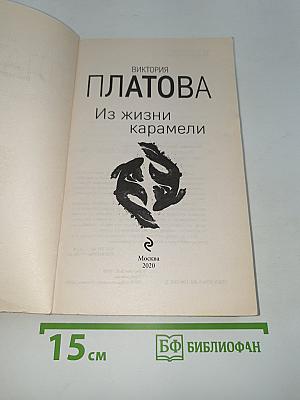 ВИКТОРИЯ
ПЛАТОВА
Из жизни
карамели
Москва
2020
15 см
БФ БИБЛИОФАН